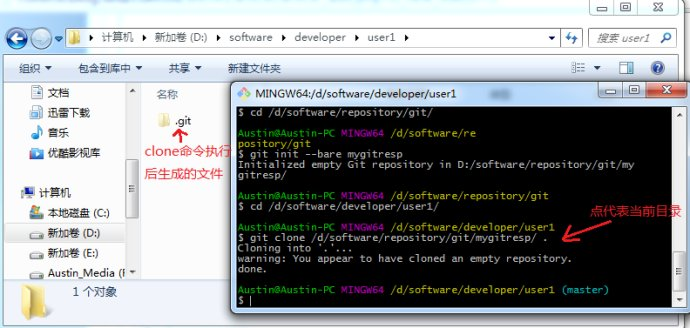 计算机 新加卷 (D:) software developer user1
搜索 user1
组织 包含到库中 共享 新建文件夹
文档
迅雷下载
音乐
优酷影视库
计算机
本地磁盘 (C:)
新加卷 (D:)
新加卷 (E:)
Austin_Media (F
名称
.git
clone命令执行
后生成的文件
1 个对象
MINGW64:/d/software/developer/user1
$ cd /d/software/repository/git/
Austin@Austin-PC MINGW64 /d/software/re
pository/git
$ git init --bare mygitresp
Initialized empty Git repository in D:/software/repository/git/my
gitresp/
Austin@Austin-PC MINGW64 /d/software/repository/git
$ cd /d/software/developer/user1/
Austin@Austin-PC MINGW64 /d/software/developer/user1
$ git clone /d/software/repository/git/mygitresp/ .
Cloning into '.'...
warning: You appear to have cloned an empty repository.
done.
Austin@Austin-PC MINGW64 /d/software/developer/user1 (master)
$
点代表当前目录